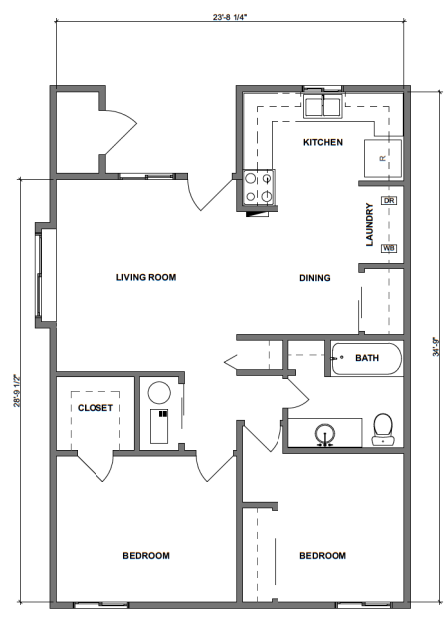 23'-8 1/4"
KITCHEN
R
DR
LAUNDRY
WB
LIVING ROOM
DINING
34'-9"
28'-9 1/2"
BATH
CLOSET
BEDROOM
BEDROOM